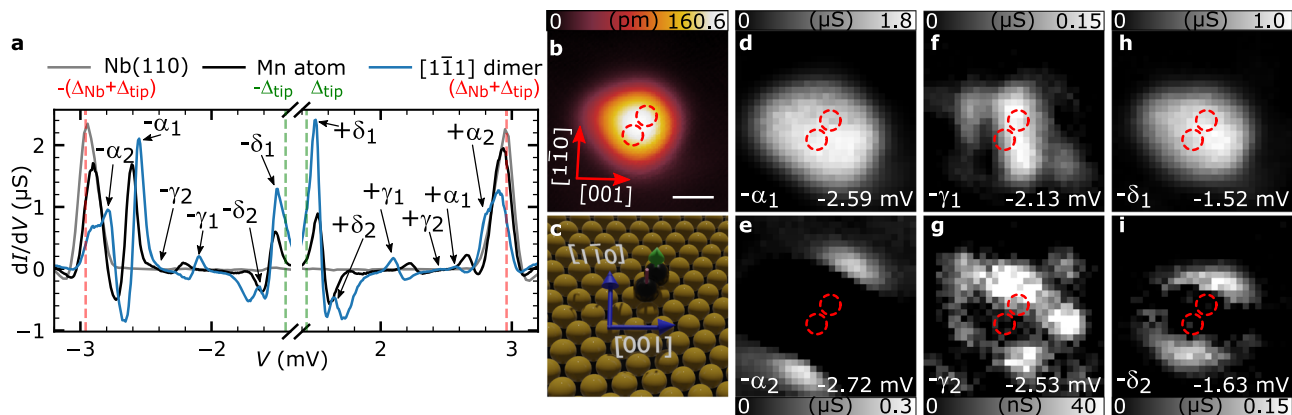 a
Nb(110) Mn atom [11̄1] dimer
-(ΔNb+Δtip) -Δtip Δtip (ΔNb+Δtip)
dI/dV (µS)
2
1
0
−1
-α2
-α1
-γ2
-γ1
-δ2
-δ1
+δ1
+δ2
+γ1
+γ2
+α1
+α2
−3 −2 2 3
V (mV)
0 (pm) 160.6
b
[11̄0]
[001]
c
[11̄0]
[001]
0 (µS) 1.8
d
-α1 -2.59 mV
e
-α2 -2.72 mV
0 (µS) 0.3
0 (µS) 0.15
f
-γ1 -2.13 mV
g
-γ2 -2.53 mV
0 (nS) 40
0 (µS) 1.0
h
-δ1 -1.52 mV
i
-δ2 -1.63 mV
0 (µS) 0.15